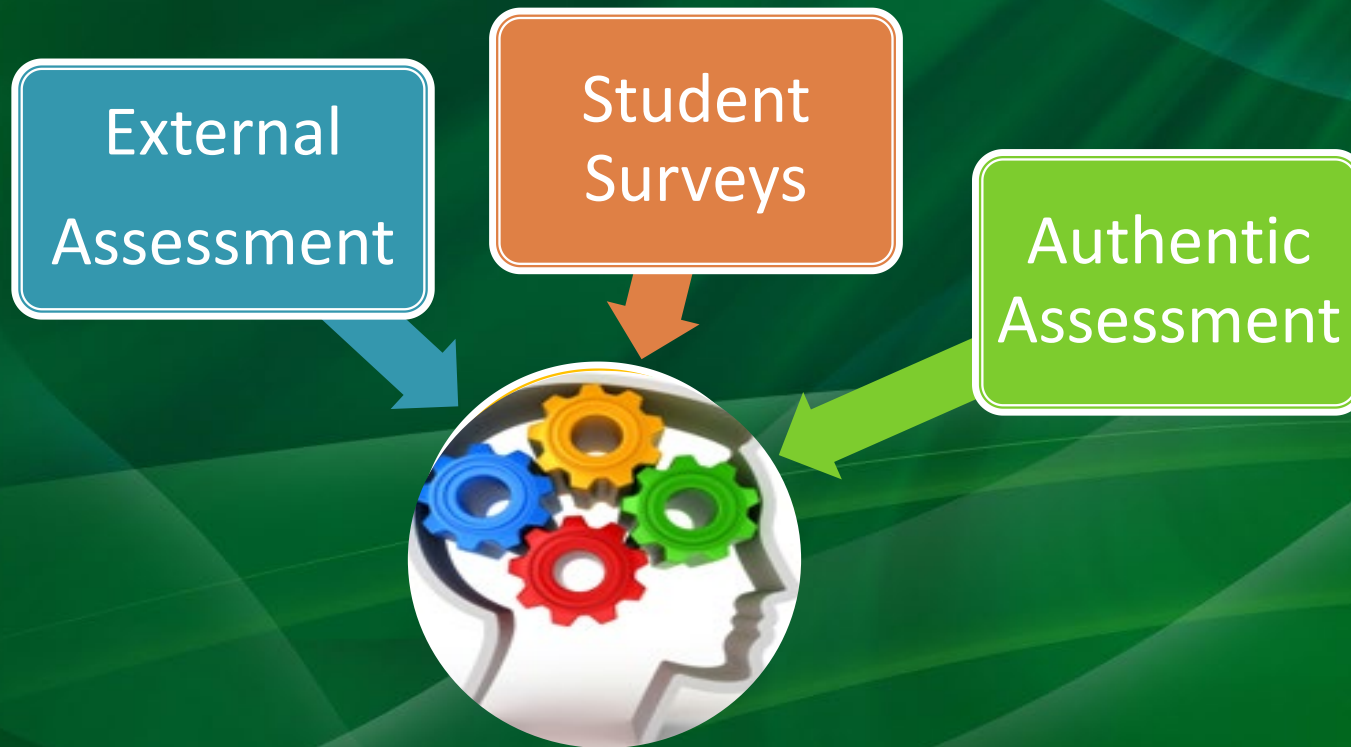 External
Assessment
Student
Surveys
Authentic
Assessment